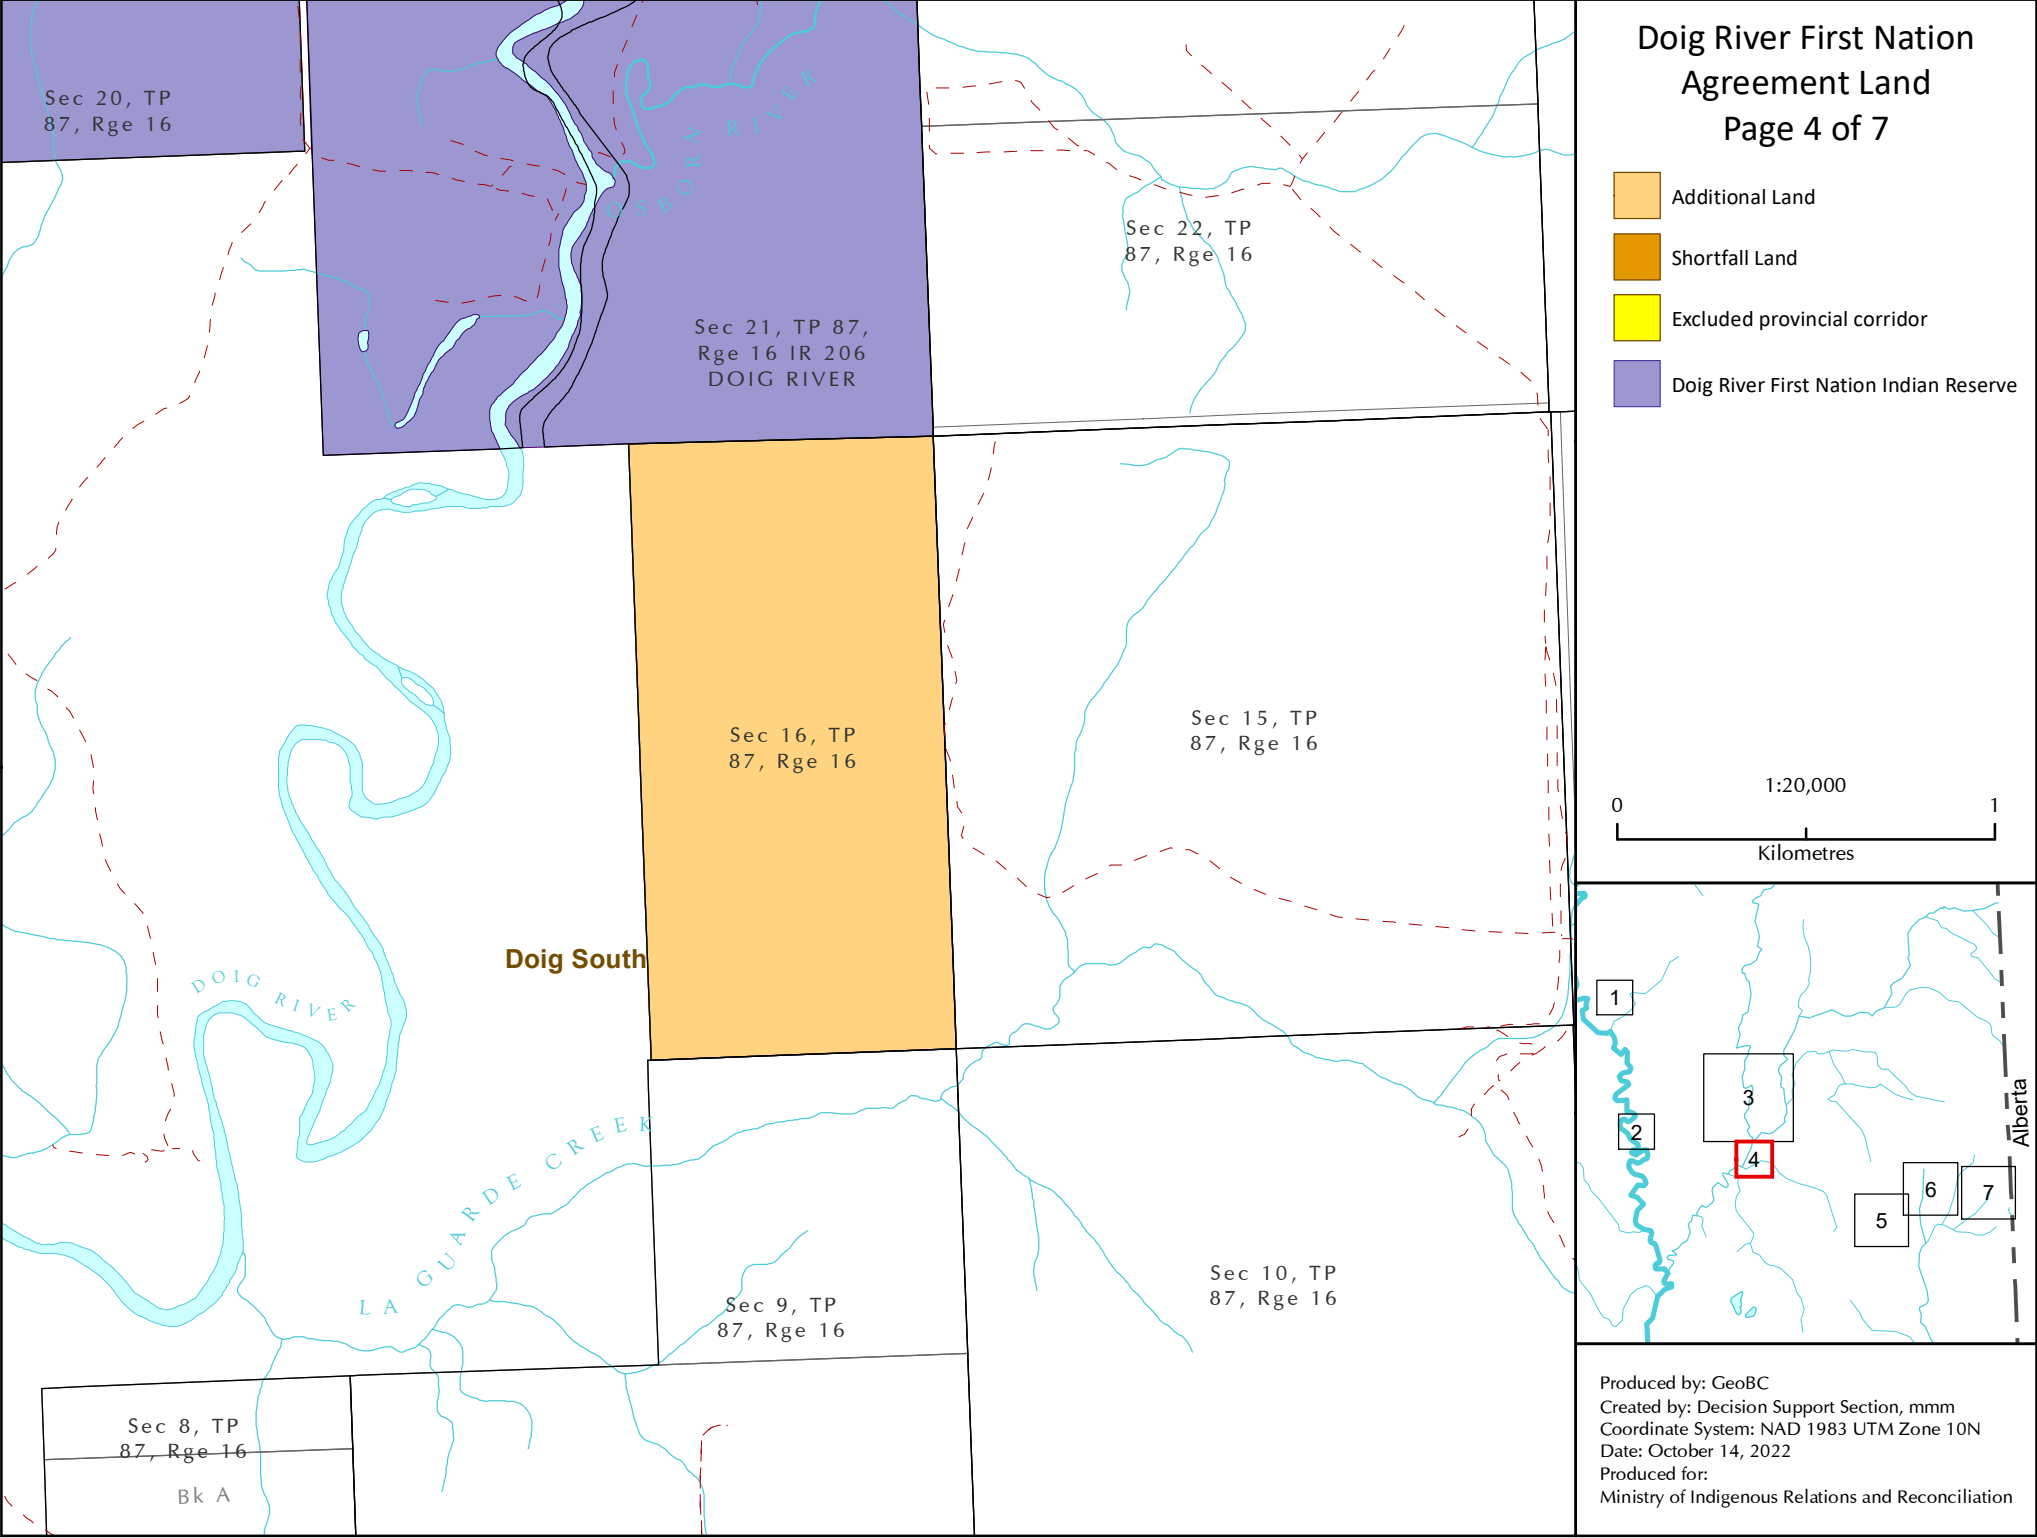 Doig River First Nation
Agreement Land
Page 4 of 7
Additional Land
Shortfall Land
Excluded provincial corridor
Doig River First Nation Indian Reserve
1:20,000
0 1
Kilometres
Sec 20, TP
87, Rge 16
OSBORN RIVER
Sec 22, TP
87, Rge 16
Sec 21, TP 87,
Rge 16 IR 206
DOIG RIVER
Sec 16, TP
87, Rge 16
Sec 15, TP
87, Rge 16
Doig South
DOIG RIVER
LA GUARDE CREEK
Sec 9, TP
87, Rge 16
Sec 10, TP
87, Rge 16
Sec 8, TP
87, Rge 16
Bk A
1
2
3
4
5
6
7
Alberta
Produced by: GeoBC
Created by: Decision Support Section, mmm
Coordinate System: NAD 1983 UTM Zone 10N
Date: October 14, 2022
Produced for:
Ministry of Indigenous Relations and Reconciliation